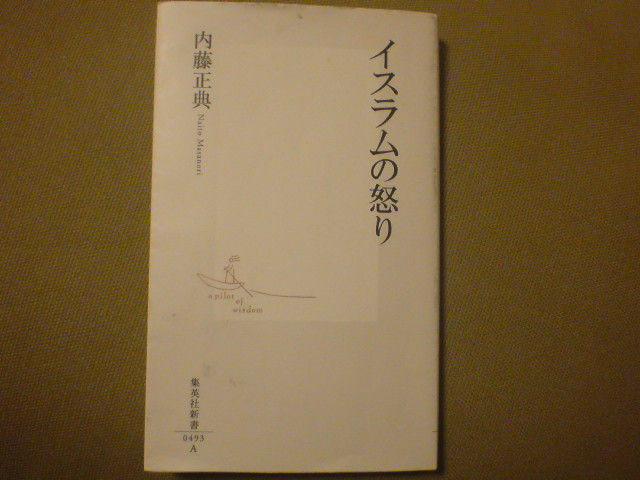 イスラムの怒り
内藤正典
Naito Masanori
a pilot
of
wisdom
集英社新書
0493
A